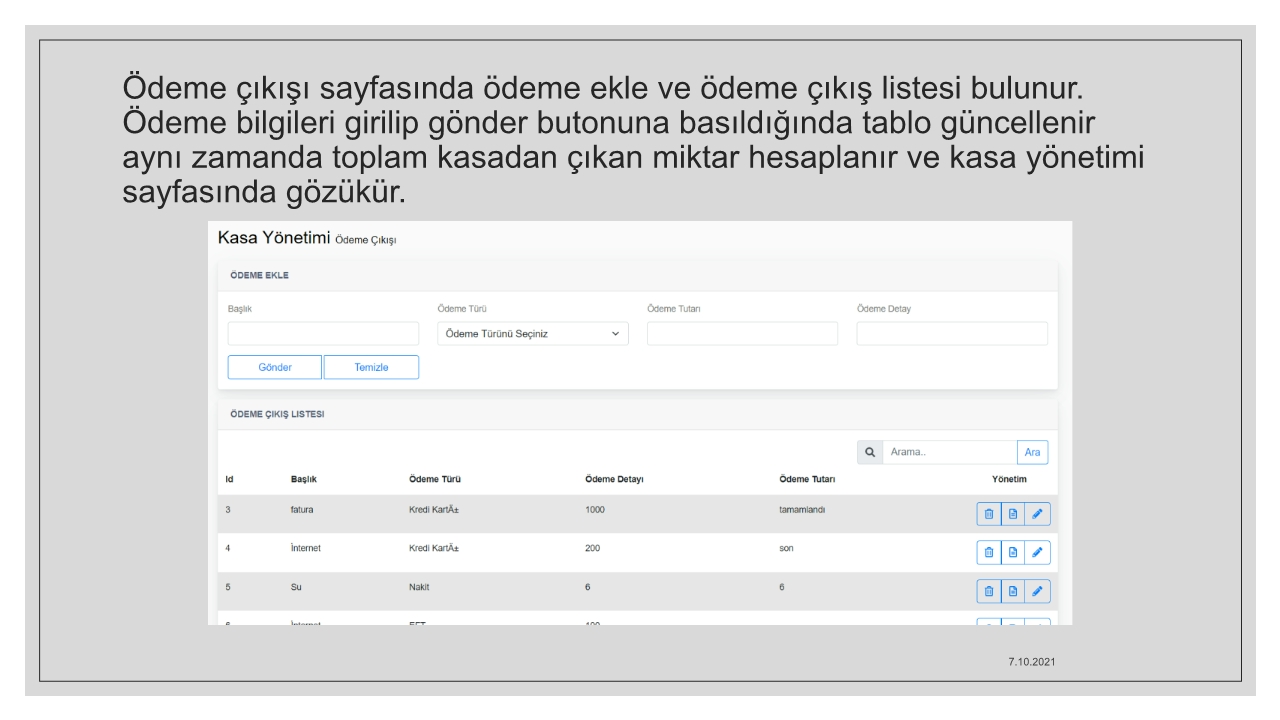 Ödeme çıkışı sayfasında ödeme ekle ve ödeme çıkış listesi bulunur.
Ödeme bilgileri girilip gönder butonuna basıldığında tablo güncellenir
aynı zamanda toplam kasadan çıkan miktar hesaplanır ve kasa yönetimi
sayfasında gözükür.
Kasa Yönetimi Ödeme Çıkışı
ÖDEME EKLE
Başlık Ödeme Türü Ödeme Tutarı Ödeme Detay
Ödeme Türünü Seçiniz
Gönder Temizle
ÖDEME ÇIKIŞ LISTESI
Arama.. Ara
Id Başlık Ödeme Türü Ödeme Detayı Ödeme Tutarı Yönetim
3 fatura Kredi KartÄ± 1000 tamamlandı
4 İnternet Kredi KartÄ± 200 son
5 Su Nakit 6 6
7.10.2021